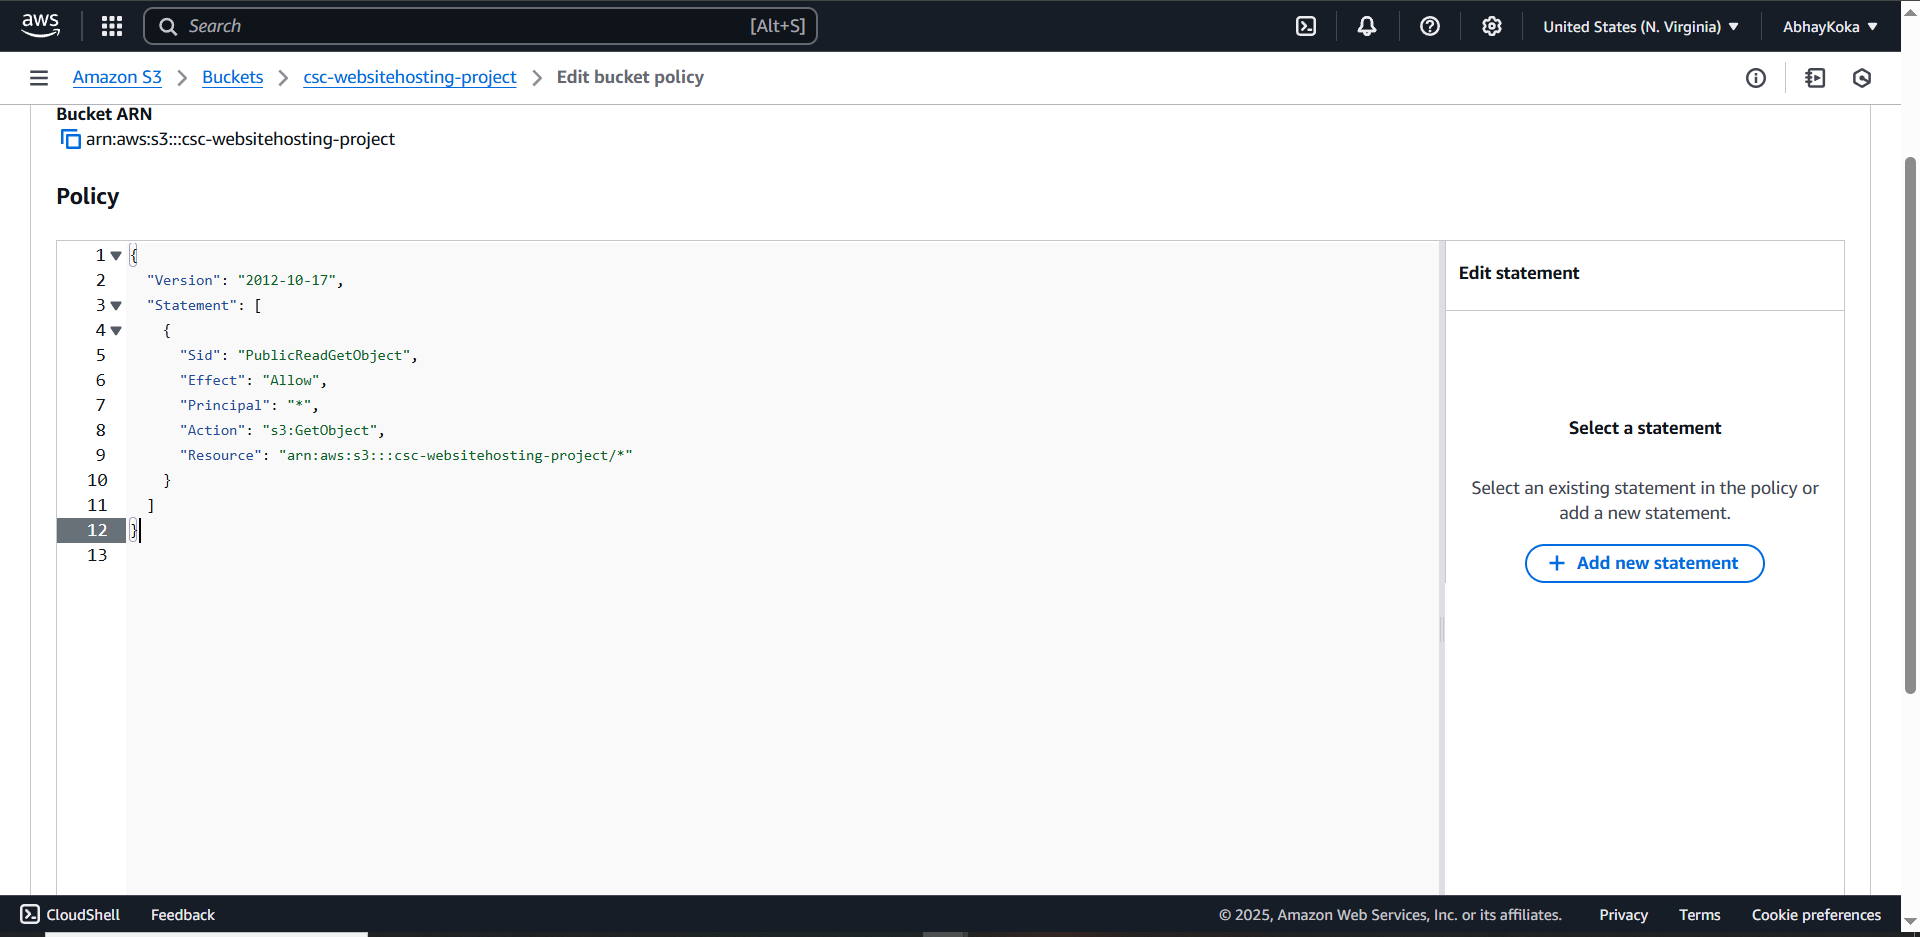 aws
Search [Alt+S] United States (N. Virginia) AbhayKoka
Amazon S3 > Buckets > csc-websitehosting-project > Edit bucket policy
Bucket ARN
arn:aws:s3:::csc-websitehosting-project
Policy
1 {
2 "Version": "2012-10-17",
3 "Statement": [
4 {
5 "Sid": "PublicReadGetObject",
6 "Effect": "Allow",
7 "Principal": "*",
8 "Action": "s3:GetObject",
9 "Resource": "arn:aws:s3:::csc-websitehosting-project/*"
10 }
11 ]
12 }
13
Edit statement
Select a statement
Select an existing statement in the policy or
add a new statement.
+ Add new statement
CloudShell Feedback © 2025, Amazon Web Services, Inc. or its affiliates. Privacy Terms Cookie preferences